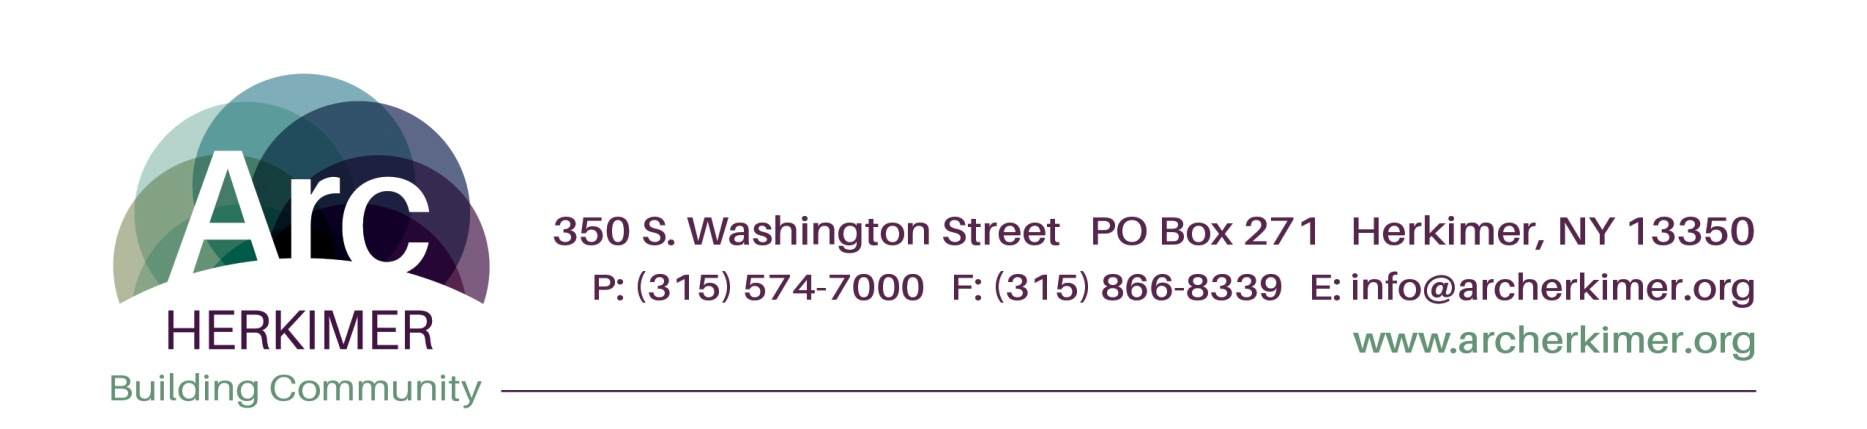 Arc
HERKIMER
Building Community
350 S. Washington Street PO Box 271 Herkimer, NY 13350
P: (315) 574-7000 F: (315) 866-8339 E: info@archerkimer.org
www.archerkimer.org